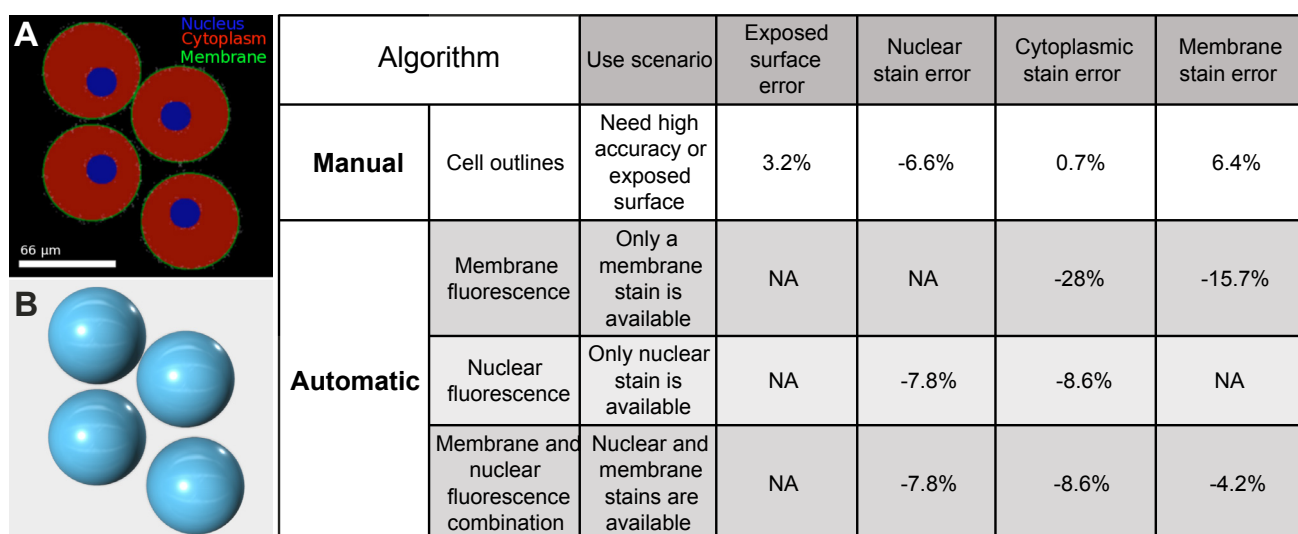 A
Nucleus
Cytoplasm
Membrane
66 µm
B
Algorithm
Use scenario
Exposed
surface
error
Nuclear
stain error
Cytoplasmic
stain error
Membrane
stain error
Manual
Cell outlines
Need high
accuracy or
exposed
surface
3.2%
-6.6%
0.7%
6.4%
Automatic
Membrane
fluorescence
Only a
membrane
stain is
available
NA
NA
-28%
-15.7%
Nuclear
fluorescence
Only nuclear
stain is
available
NA
-7.8%
-8.6%
NA
Membrane and
nuclear
fluorescence
combination
Nuclear and
membrane
stains are
available
NA
-7.8%
-8.6%
-4.2%